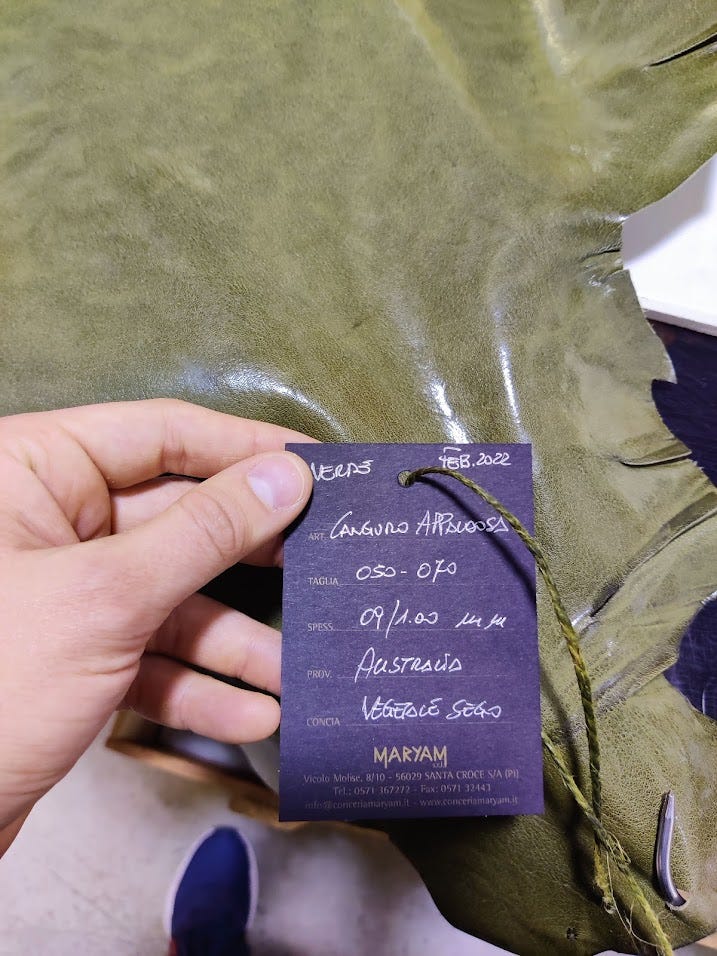 VERDE FEB.2022
ART. CANGURO APPALOOSA
TAGLIA 050-070
SPESS. 09/1.00 mm
PROV. AUSTRALIA
CONCIA VEGETALE SEGO
MARYAM
Vicolo Molise, 8/10 - 56029 SANTA CROCE S/A (PI)
Tel.: 0571 367272 - Fax: 0571 32443
info@conceriamaryam.it - www.conceriamaryam.it